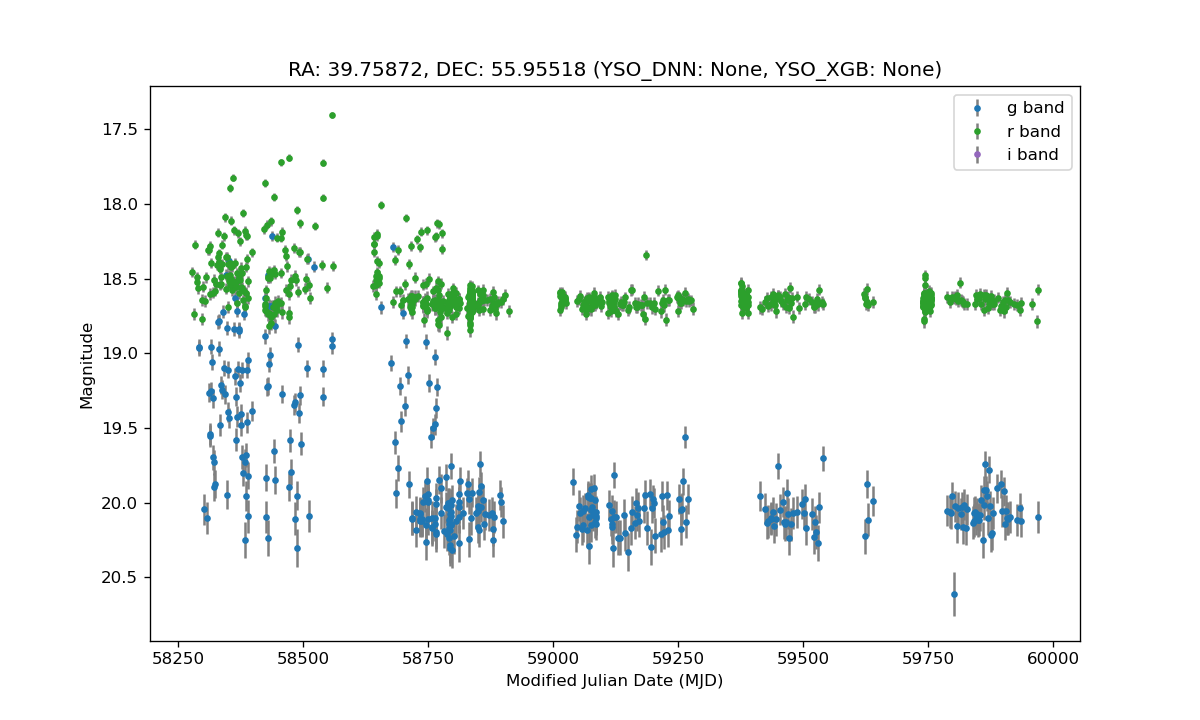 RA: 39.75872, DEC: 55.95518 (YSO_DNN: None, YSO_XGB: None)
g band
r band
i band
17.5
18.0
18.5
19.0
19.5
20.0
20.5
Magnitude
58250 58500 58750 59000 59250 59500 59750 60000
Modified Julian Date (MJD)